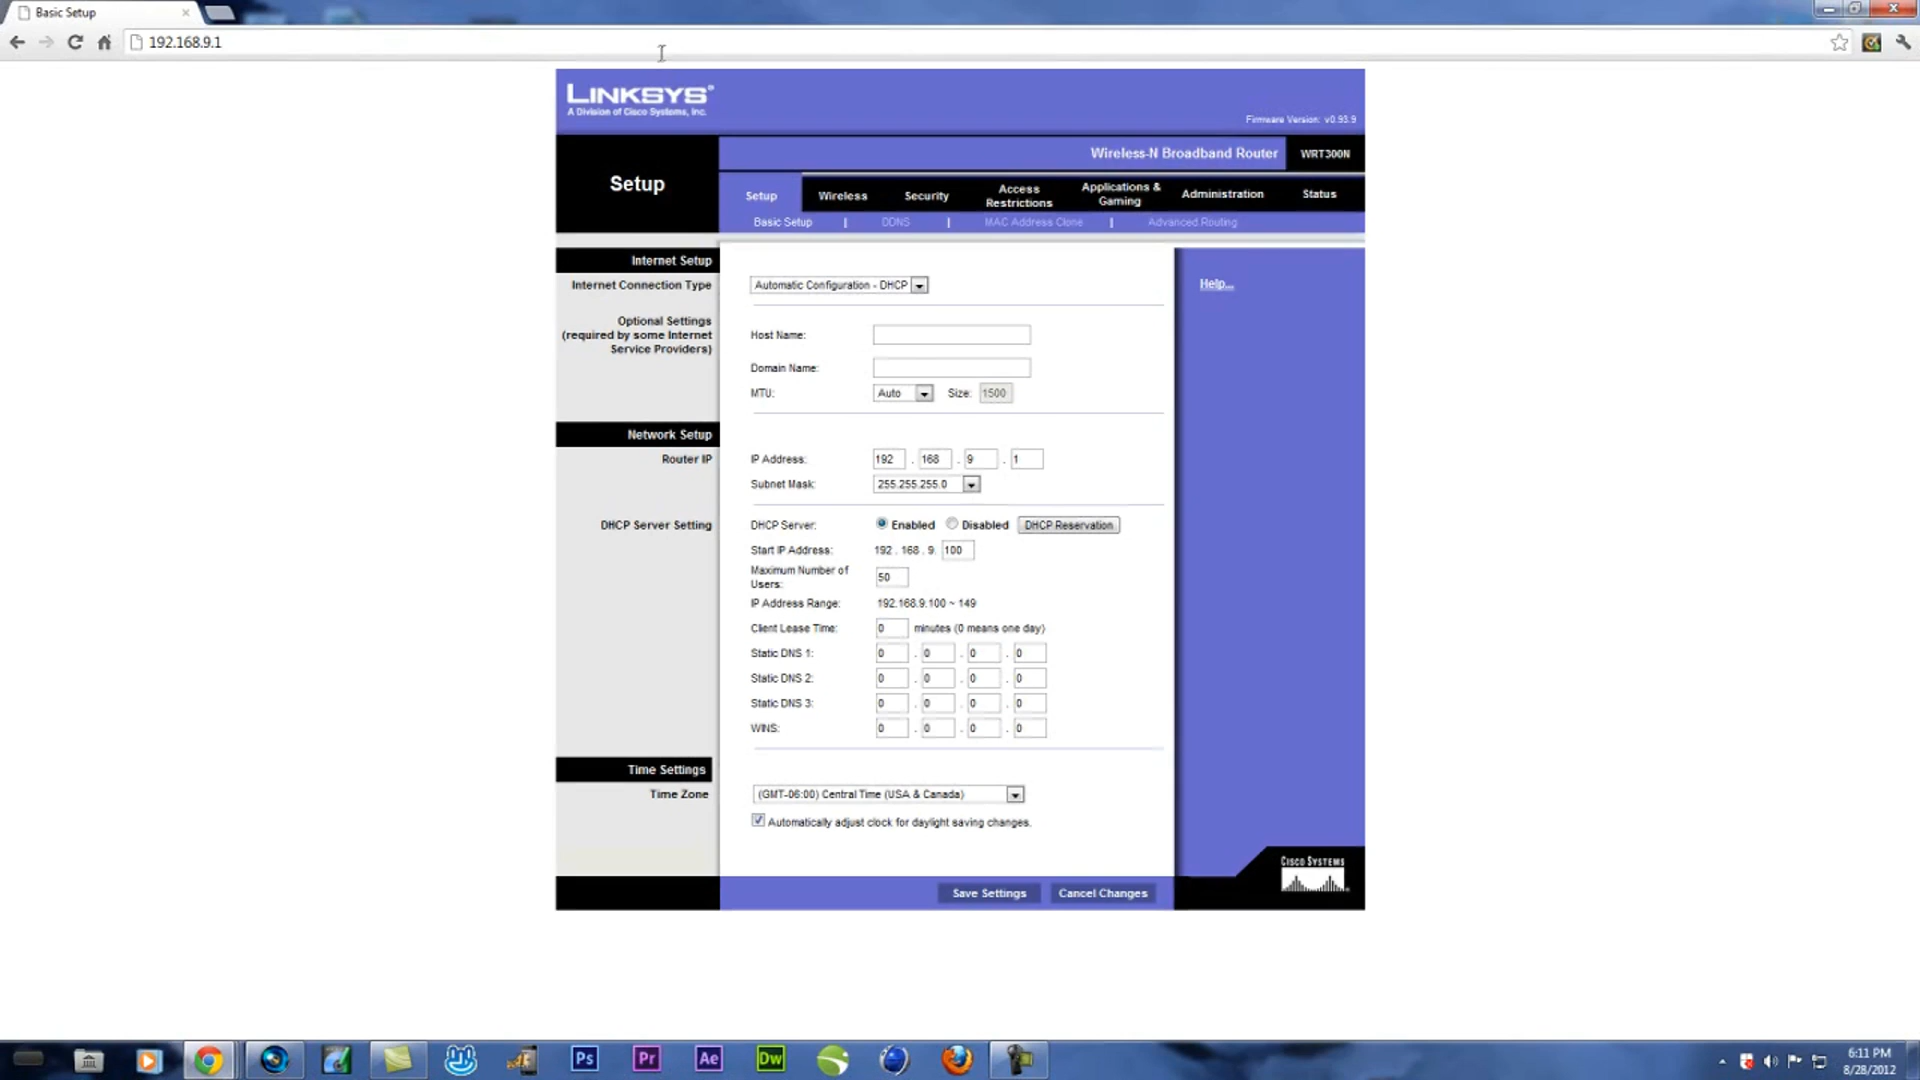 Basic Setup
192.168.9.1
LINKSYS®
A Division of Cisco Systems, Inc.
Firmware Version: v0.93.9
Wireless-N Broadband Router
WRT300N
Setup
Setup
Wireless
Security
Access
Restrictions
Applications &
Gaming
Administration
Status
Basic Setup | DDNS | MAC Address Clone | Advanced Routing
Internet Setup
Internet Connection Type
Automatic Configuration - DHCP
Help...
Optional Settings
(required by some Internet
Service Providers)
Host Name:
Domain Name:
MTU: Auto Size: 1500
Network Setup
Router IP
IP Address: 192 . 168 . 9 . 1
Subnet Mask: 255.255.255.0
DHCP Server Setting
DHCP Server: Enabled Disabled DHCP Reservation
Start IP Address: 192 . 168 . 9. 100
Maximum Number of
Users: 50
IP Address Range: 192.168.9.100 ~ 149
Client Lease Time: 0 minutes (0 means one day)
Static DNS 1: 0 . 0 . 0 . 0
Static DNS 2: 0 . 0 . 0 . 0
Static DNS 3: 0 . 0 . 0 . 0
WINS: 0 . 0 . 0 . 0
Time Settings
Time Zone
(GMT-06:00) Central Time (USA & Canada)
Automatically adjust clock for daylight saving changes.
CISCO SYSTEMS
Save Settings
Cancel Changes
Ps
Pr
Ae
Dw
6:11 PM
8/28/2012